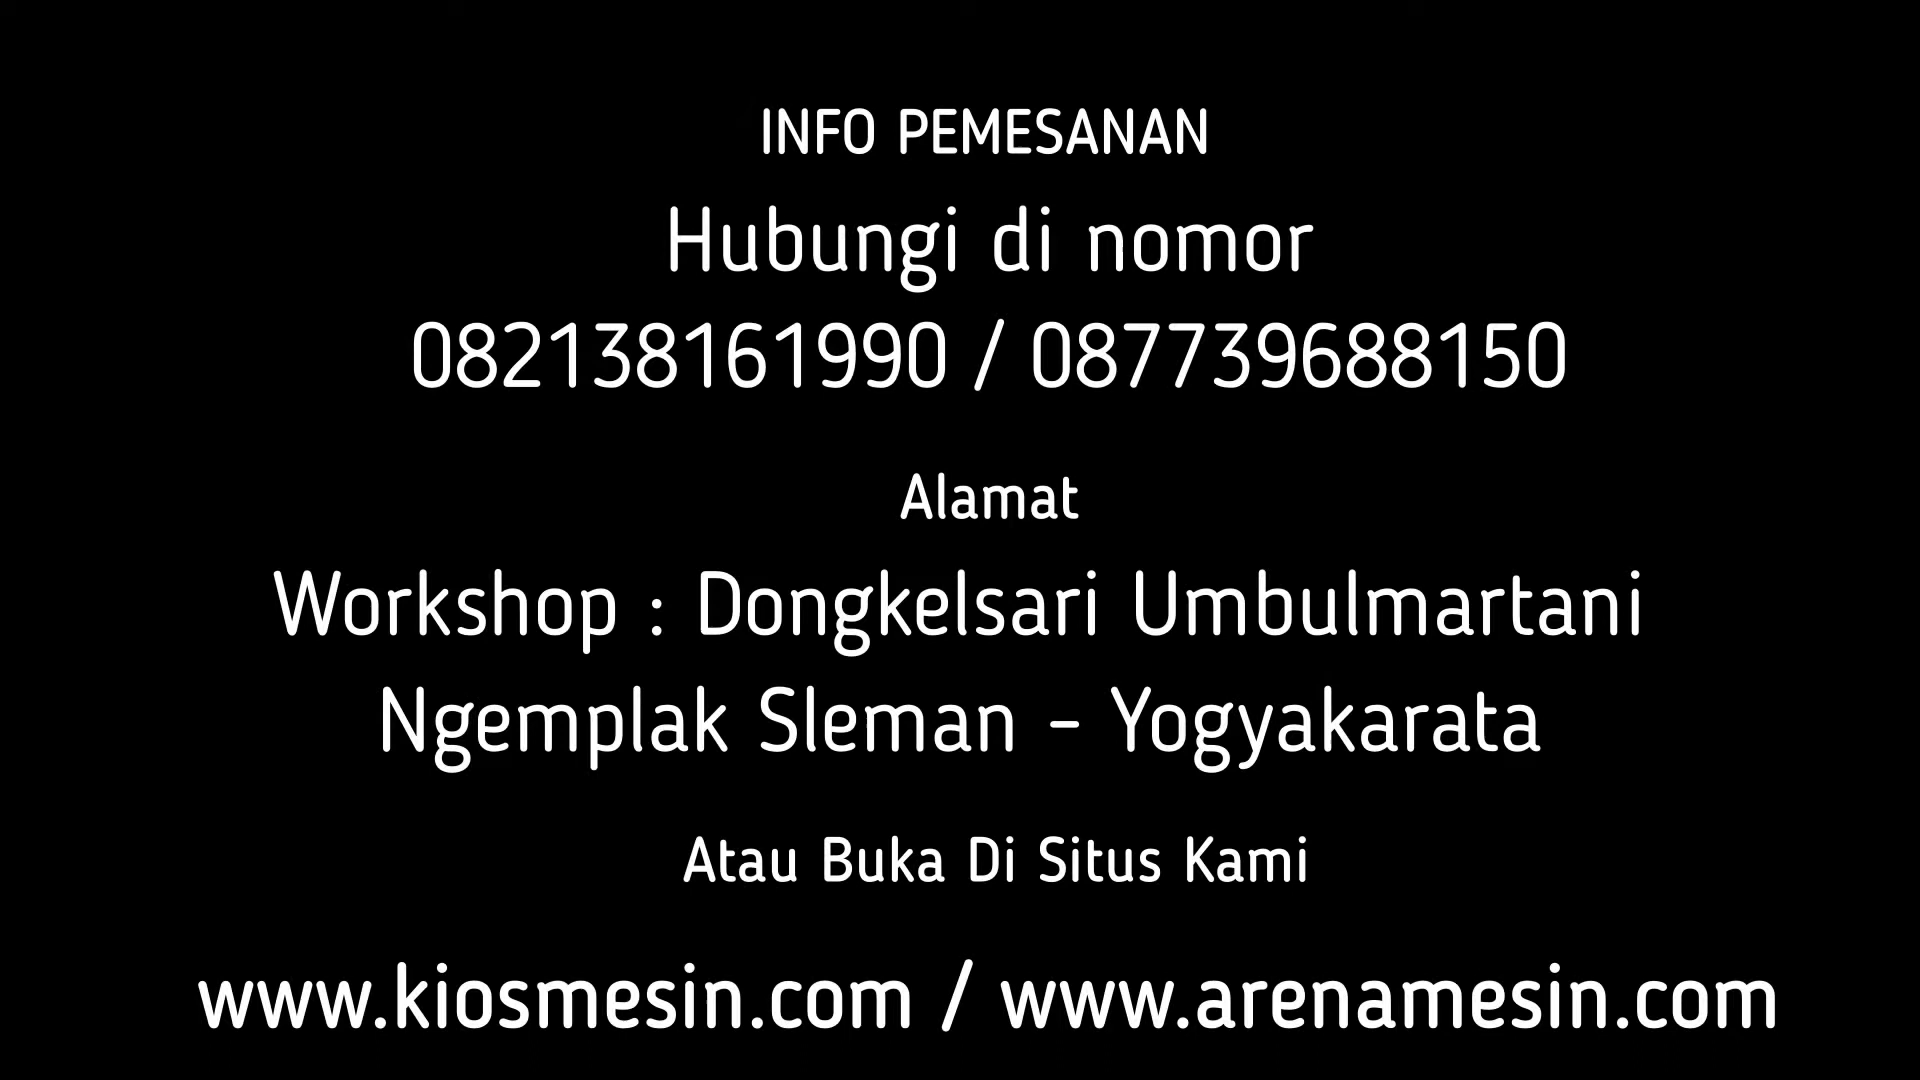 INFO PEMESANAN
Hubungi di nomor
082138161990 / 087739688150
Alamat
Workshop : Dongkelsari Umbulmartani
Ngemplak Sleman - Yogyakarata
Atau Buka Di Situs Kami
www.kiosmesin.com / www.arenamesin.com